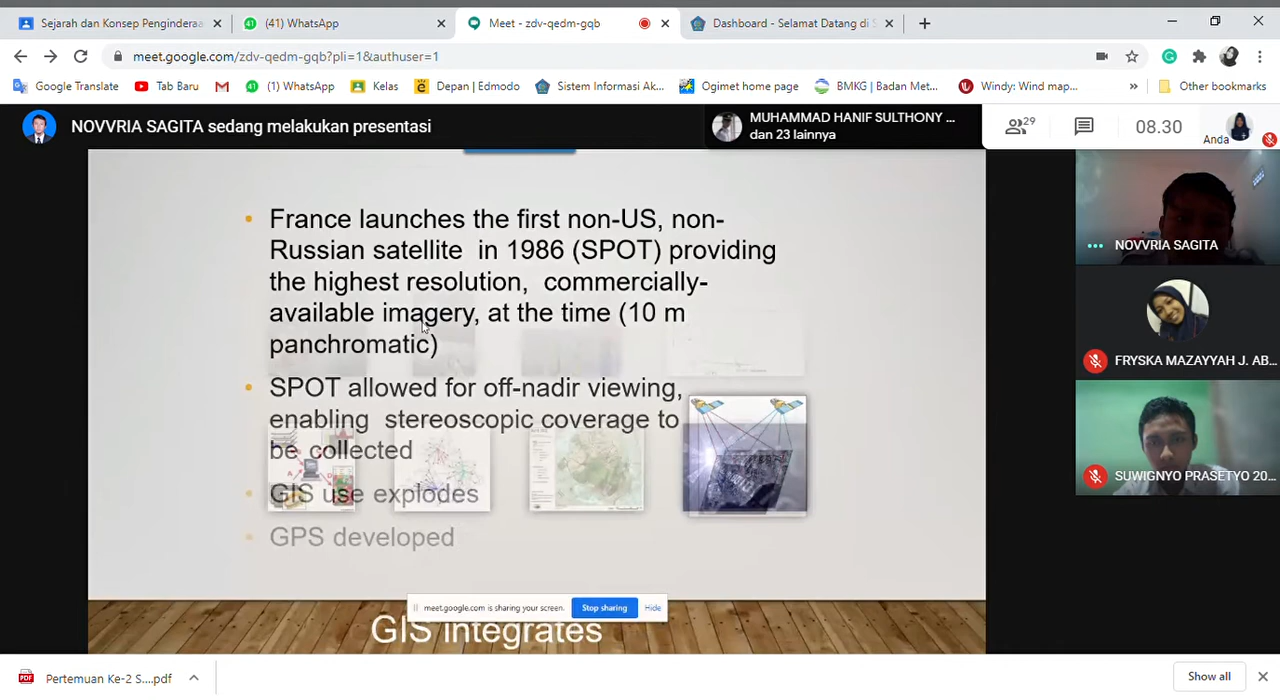 Sejarah dan Konsep Penginderaa
(41) WhatsApp
Meet - zdv-qedm-gqb
Dashboard - Selamat Datang di S
meet.google.com/zdv-qedm-gqb?pli=1&authuser=1
Google Translate
Tab Baru
(1) WhatsApp
Kelas
Depan | Edmodo
Sistem Informasi Ak...
Ogimet home page
BMKG | Badan Met...
Windy: Wind map...
Other bookmarks
NOVVRIA SAGITA sedang melakukan presentasi
MUHAMMAD HANIF SULTHONY ...
dan 23 lainnya
29
08.30
Anda
• France launches the first non-US, non-
Russian satellite in 1986 (SPOT) providing
the highest resolution, commercially-
available imagery, at the time (10 m
panchromatic)
• SPOT allowed for off-nadir viewing,
enabling stereoscopic coverage to
be collected
• GIS use explodes
• GPS developed
NOVVRIA SAGITA
FRYSKA MAZAYYAH J. AB...
SUWIGNYO PRASETYO 20...
meet.google.com is sharing your screen.
Stop sharing
Hide
GIS integrates
Pertemuan Ke-2 S....pdf
Show all